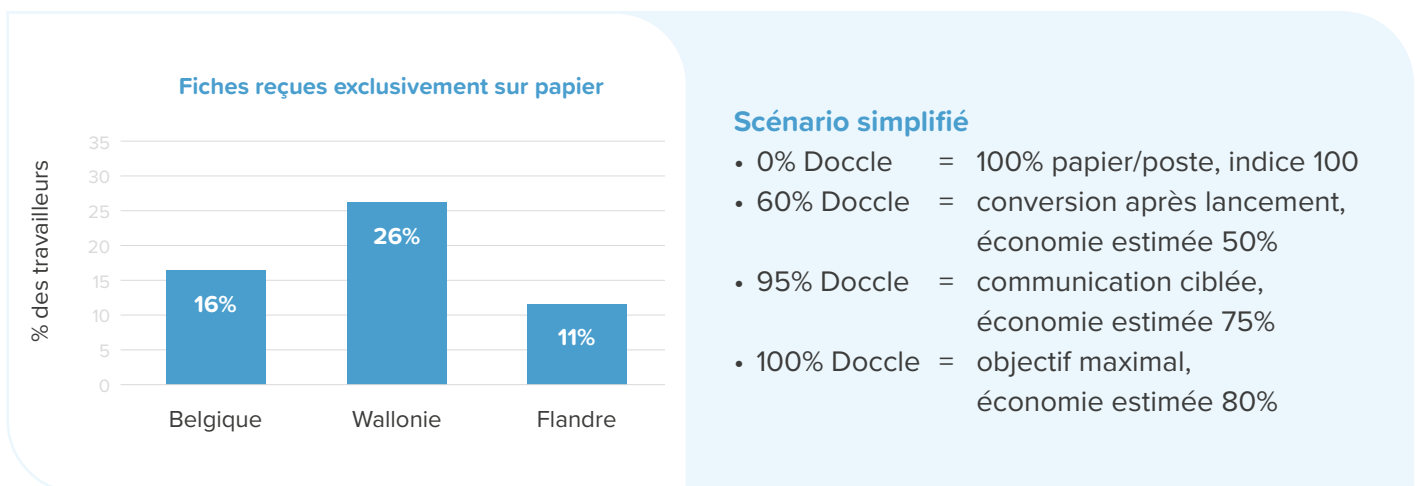 Fiches reçues exclusivement sur papier
% des travailleurs
35
30
25
20
15
10
5
0
16%
26%
11%
Belgique
Wallonie
Flandre
Scénario simplifié
• 0% Doccle = 100% papier/poste, indice 100
• 60% Doccle = conversion après lancement,
économie estimée 50%
• 95% Doccle = communication ciblée,
économie estimée 75%
• 100% Doccle = objectif maximal,
économie estimée 80%